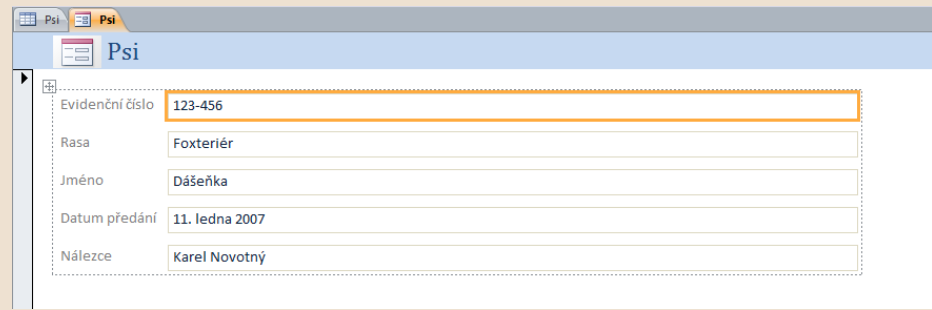 Psi Psi
Psi
Evidenční číslo 123-456
Rasa Foxteriér
Jméno Dášeňka
Datum předání 11. ledna 2007
Nálezce Karel Novotný